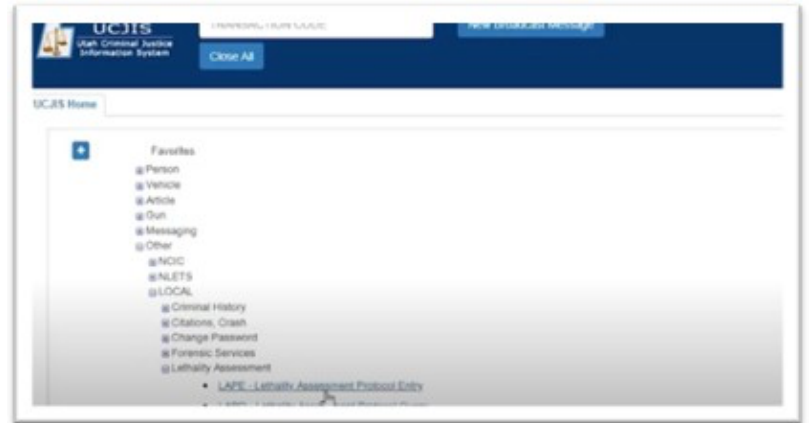 UCJIS
Utah Criminal Justice
Information System
TRANSACTION CODE
New Broadcast Message
Close All
UCJIS Home
Favorites
Person
Vehicle
Article
Gun
Messaging
Other
NCIC
NLETS
LOCAL
Criminal History
Citations, Crash
Change Password
Forensic Services
Lethality Assessment
LAPE - Lethality Assessment Protocol Entry